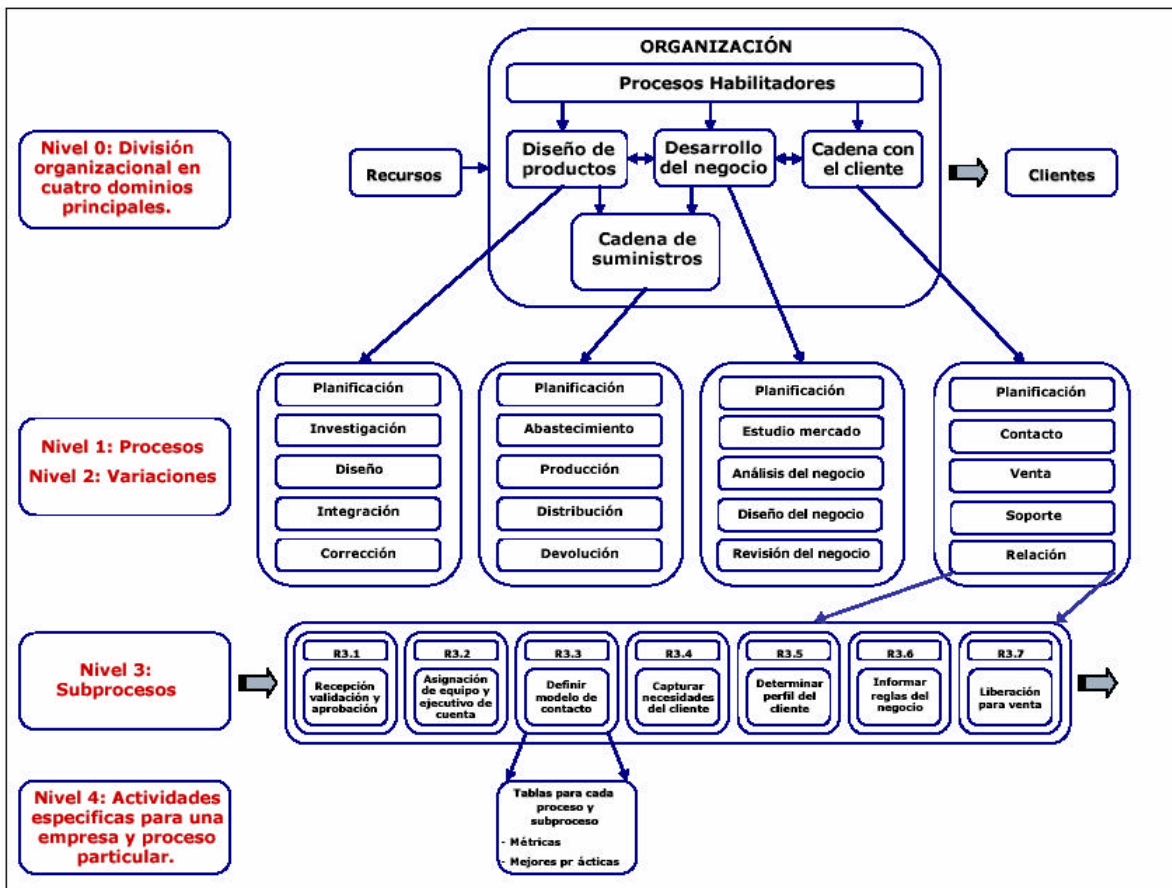 ORGANIZACIÓN
Procesos Habilitadores
Nivel 0: División
organizacional en
cuatro dominios
principales.
Recursos
Diseño de
productos
Desarrollo
del negocio
Cadena con
el cliente
Clientes
Cadena de
suministros
Nivel 1: Procesos
Nivel 2: Variaciones
Planificación
Investigación
Diseño
Integración
Corrección
Planificación
Abastecimiento
Producción
Distribución
Devolución
Planificación
Estudio mercado
Análisis del negocio
Diseño del negocio
Revisión del negocio
Planificación
Contacto
Venta
Soporte
Relación
Nivel 3:
Subprocesos
R3.1
Recepción
validación y
aprobación
R3.2
Asignación
de equipo y
ejecutivo de
cuenta
R3.3
Definir
modelo de
contacto
R3.4
Capturar
necesidades
del cliente
R3.5
Determinar
perfil del
cliente
R3.6
Informar
reglas del
negocio
R3.7
Liberación
para venta
Nivel 4: Actividades
especificas para una
empresa y proceso
particular.
Tablas para cada
proceso y
subproceso
- Métricas
- Mejores pr ácticas